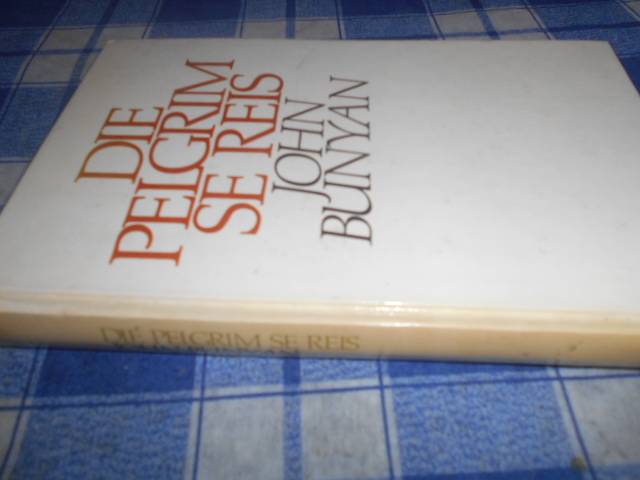 DIE
PELGRIM
SE REIS
JOHN
BUNYAN
DIE PELGRIM SE REIS